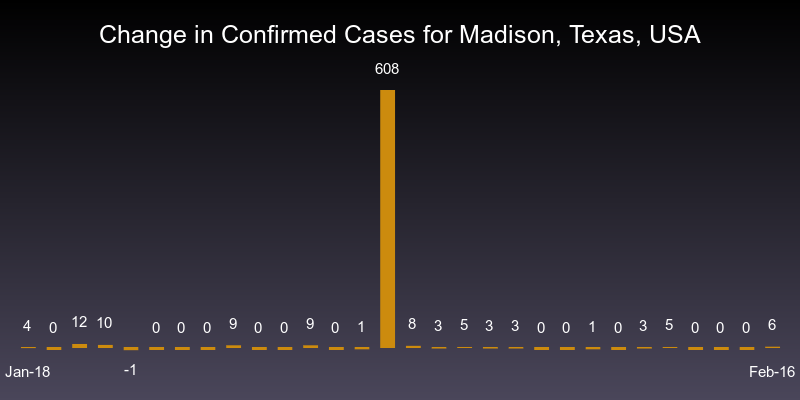 Change in Confirmed Cases for Madison, Texas, USA
608
4 0 12 10 0 0 0 9 0 0 9 0 1 8 3 5 3 3 0 0 1 0 3 5 0 0 0 6
-1
Jan-18 Feb-16